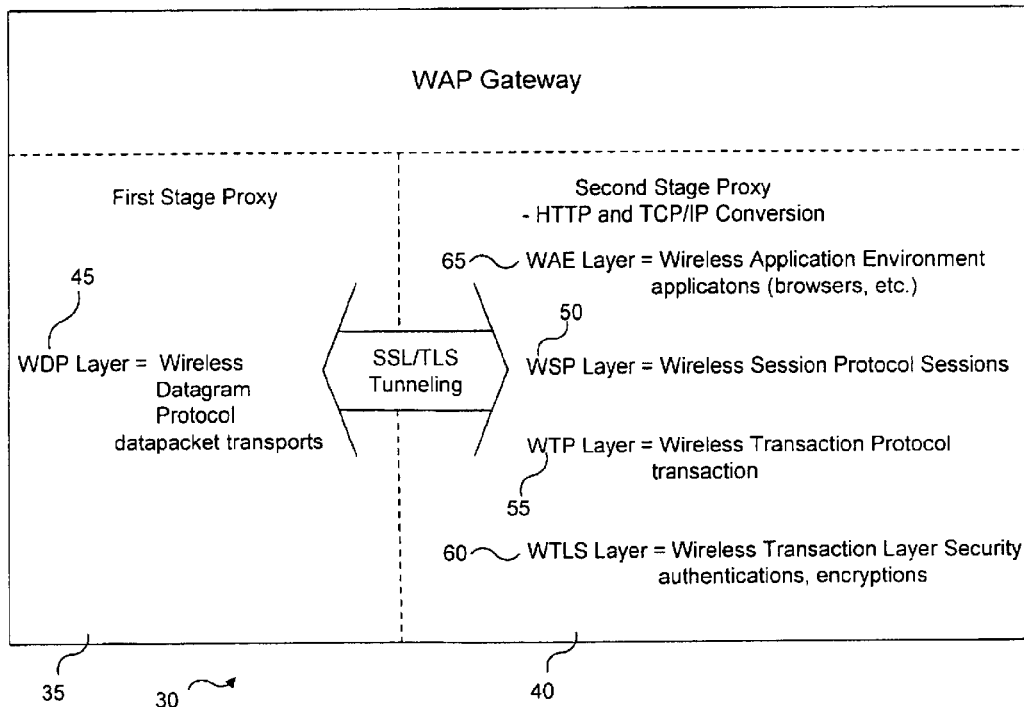 WAP Gateway
First Stage Proxy
Second Stage Proxy
- HTTP and TCP/IP Conversion
65
WAE Layer = Wireless Application Environment
applicatons (browsers, etc.)
45
50
WDP Layer = Wireless
Datagram
Protocol
datapacket transports
SSL/TLS
Tunneling
WSP Layer = Wireless Session Protocol Sessions
WTP Layer = Wireless Transaction Protocol
transaction
55
60
WTLS Layer = Wireless Transaction Layer Security
authentications, encryptions
35
30
40